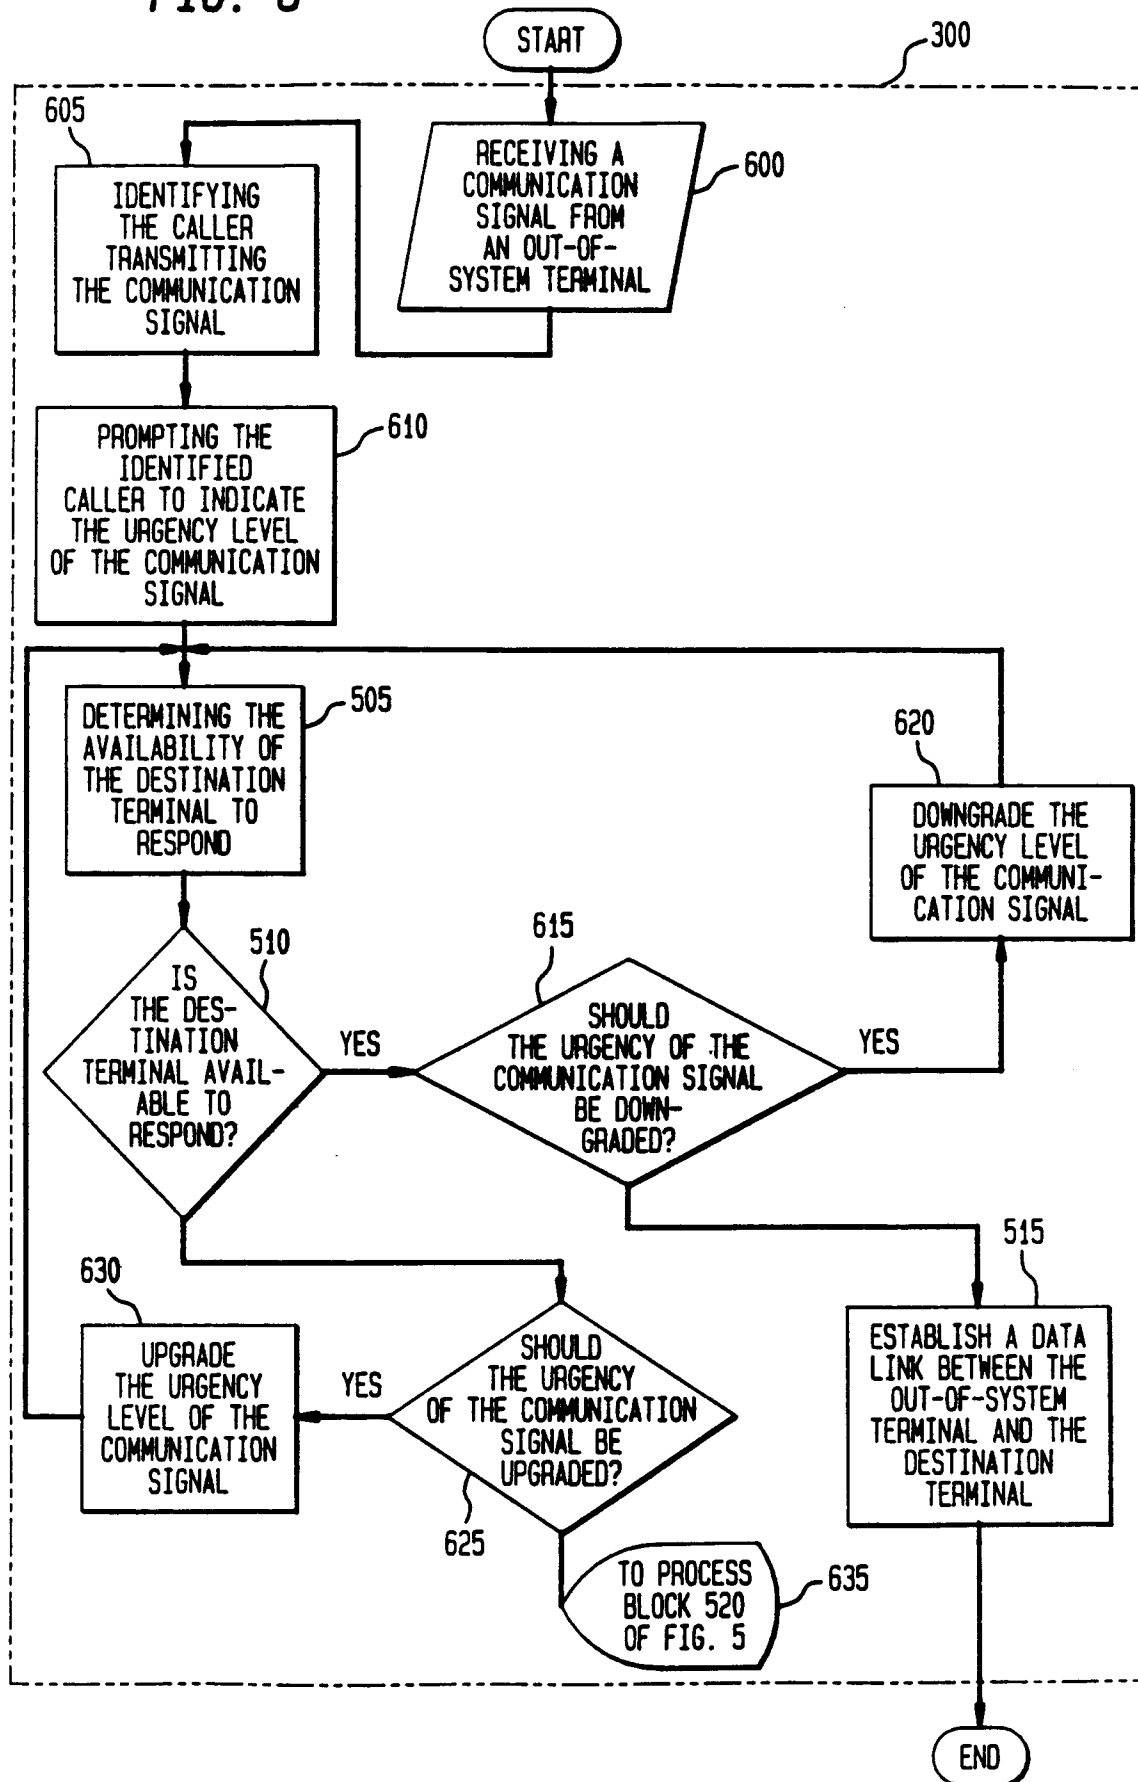 START
300
605
RECEIVING A
COMMUNICATION
SIGNAL FROM
AN OUT-OF-
SYSTEM TERMINAL
600
IDENTIFYING
THE CALLER
TRANSMITTING
THE COMMUNICATION
SIGNAL
PROMPTING THE
IDENTIFIED
CALLER TO INDICATE
THE URGENCY LEVEL
OF THE COMMUNICATION
SIGNAL
610
DETERMINING THE
AVAILABILITY OF
THE DESTINATION
TERMINAL TO
RESPOND
505
620
DOWNGRADE THE
URGENCY LEVEL
OF THE COMMUNI-
CATION SIGNAL
510
IS
THE DES-
TINATION
TERMINAL AVAIL-
ABLE TO
RESPOND?
YES
615
SHOULD
THE URGENCY OF THE
COMMUNICATION SIGNAL
BE DOWN-
GRADED?
YES
630
UPGRADE
THE URGENCY
LEVEL OF THE
COMMUNICATION
SIGNAL
YES
SHOULD
THE URGENCY
OF THE COMMUNICATION
SIGNAL BE
UPGRADED?
625
515
ESTABLISH A DATA
LINK BETWEEN THE
OUT-OF-SYSTEM
TERMINAL AND THE
DESTINATION
TERMINAL
TO PROCESS
BLOCK 520
OF FIG. 5
635
END